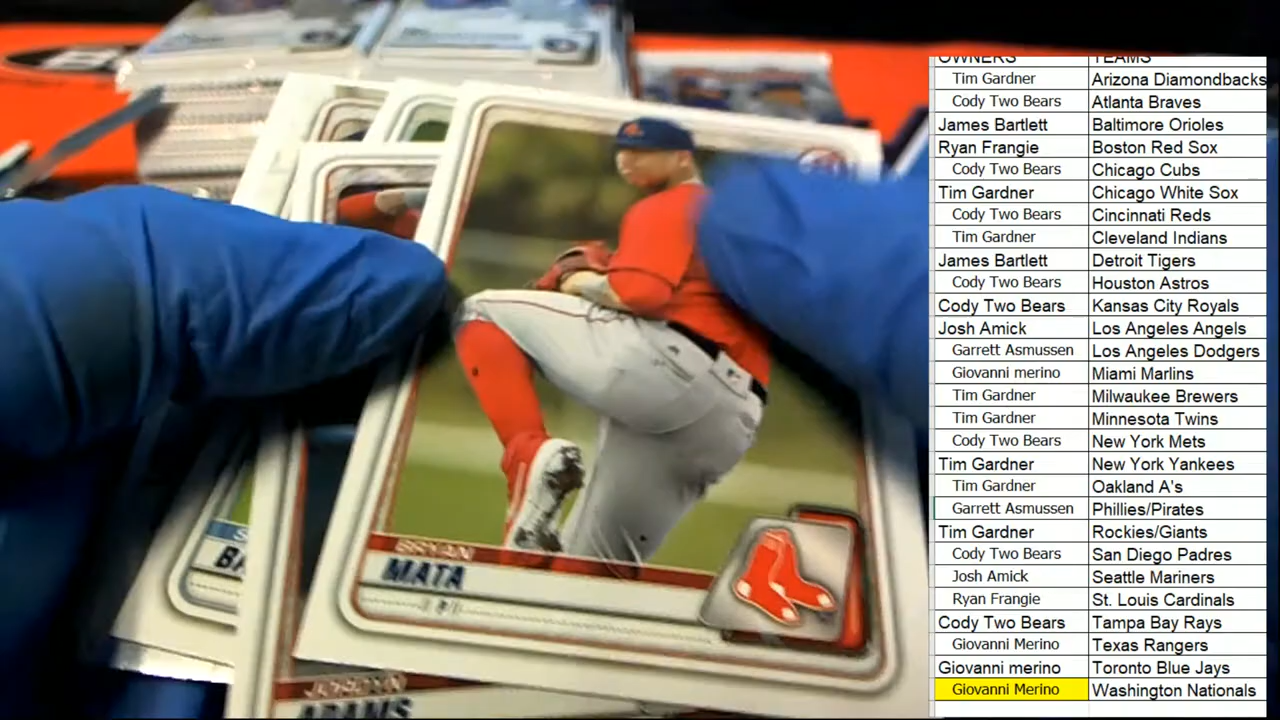 BRYAN
MATA
JORDYN
ADAMS
OWNERS TEAMS
Tim Gardner Arizona Diamondbacks
Cody Two Bears Atlanta Braves
James Bartlett Baltimore Orioles
Ryan Frangie Boston Red Sox
Cody Two Bears Chicago Cubs
Tim Gardner Chicago White Sox
Cody Two Bears Cincinnati Reds
Tim Gardner Cleveland Indians
James Bartlett Detroit Tigers
Cody Two Bears Houston Astros
Cody Two Bears Kansas City Royals
Josh Amick Los Angeles Angels
Garrett Asmussen Los Angeles Dodgers
Giovanni merino Miami Marlins
Tim Gardner Milwaukee Brewers
Tim Gardner Minnesota Twins
Cody Two Bears New York Mets
Tim Gardner New York Yankees
Tim Gardner Oakland A's
Garrett Asmussen Phillies/Pirates
Tim Gardner Rockies/Giants
Cody Two Bears San Diego Padres
Josh Amick Seattle Mariners
Ryan Frangie St. Louis Cardinals
Cody Two Bears Tampa Bay Rays
Giovanni Merino Texas Rangers
Giovanni merino Toronto Blue Jays
Giovanni Merino Washington Nationals